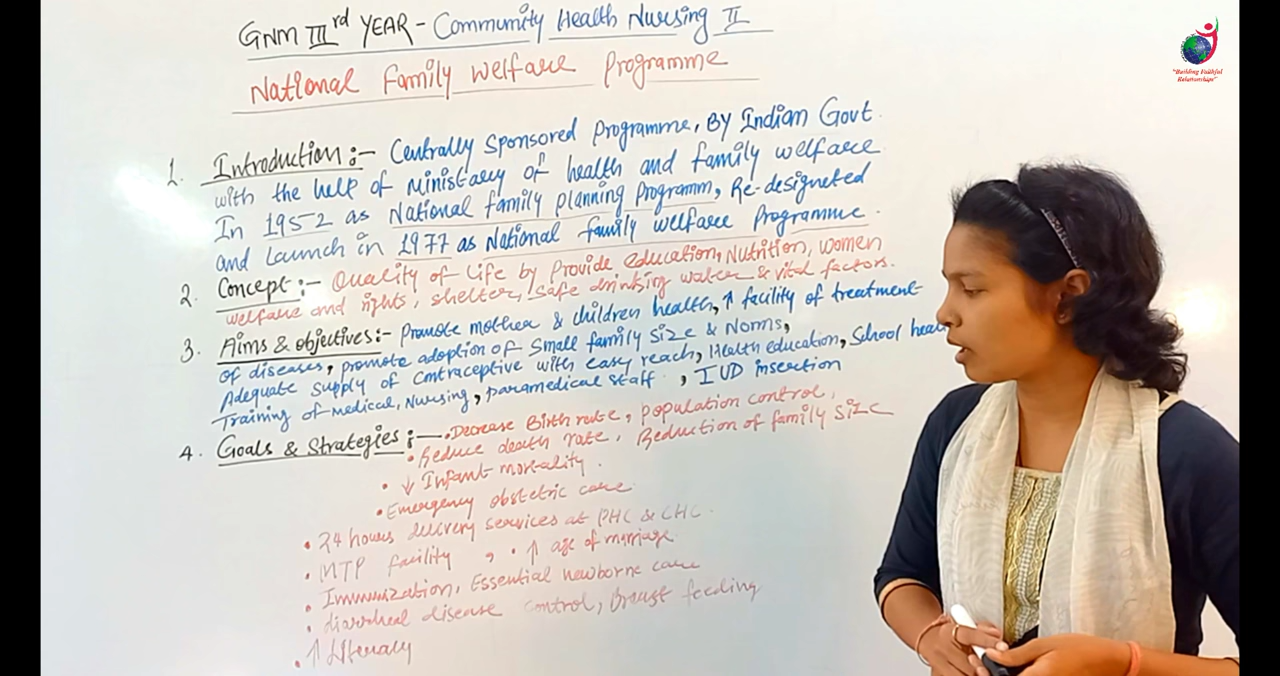 GNM III rd YEAR - Community Health Nursing II
National Family Welfare Programme
"Building Faithful
Relationships"
1. Introduction :- Centrally Sponsored Programme, By Indian Govt.
with the help of Ministary of health and family welfare
In 1952 as National family planning programm, Re-designeted
and Launch in 1977 as National family welfare Programme.
2. Concept :- Quality of Life by Provide education, Nutrition, women
welfare and rights, shelter, safe drinking water & vital factors.
3. Aims & objectives :- Promote mother & children health, ↑ facility of treatment
of diseases, promote adoption of Small family Size & Norms,
Adequate supply of contraceptive with easy reach, Health education, School heal
Training of medical, Nursing, paramedical staff, IUD insertion
4. Goals & Strategies :- • Decrease Birth rate, population control,
• Reduce death rate, Reduction of family Size
• ↓ Infant mortality.
• Emergency obstetric care.
• 24 hours delivery services at PHC & CHC.
• MTP facility, • ↑ age of marriage
• Immunization, Essential newborne care
• diarrheal disease control, Breast feeding
• ↑ Literacy